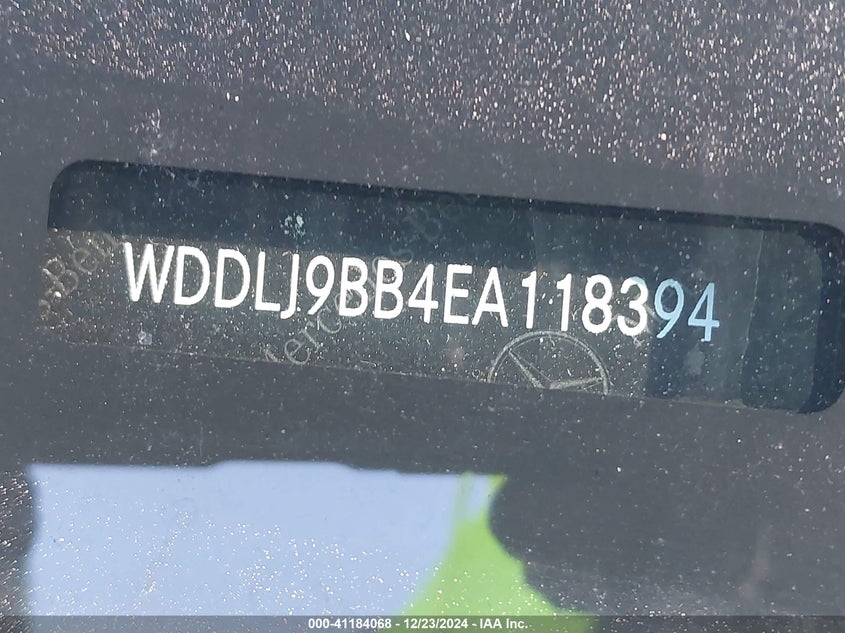 WDDLJ9BB4EA118394
000-41184068 - 12/23/2024 - IAA Inc.